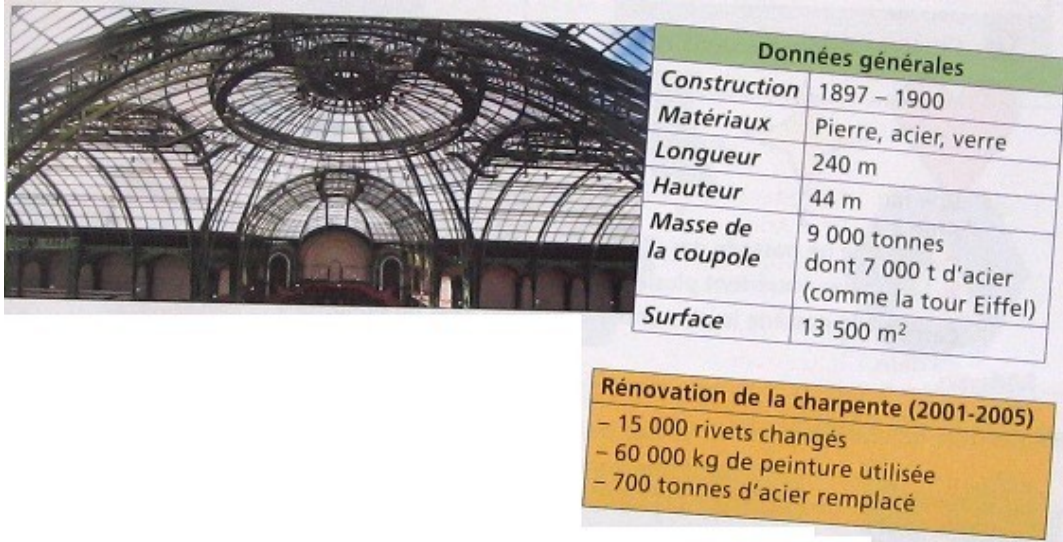 Données générales
Construction 1897 – 1900
Matériaux Pierre, acier, verre
Longueur 240 m
Hauteur 44 m
Masse de
la coupole
9 000 tonnes
dont 7 000 t d'acier
(comme la tour Eiffel)
Surface 13 500 m²
Rénovation de la charpente (2001-2005)
– 15 000 rivets changés
– 60 000 kg de peinture utilisée
– 700 tonnes d'acier remplacé